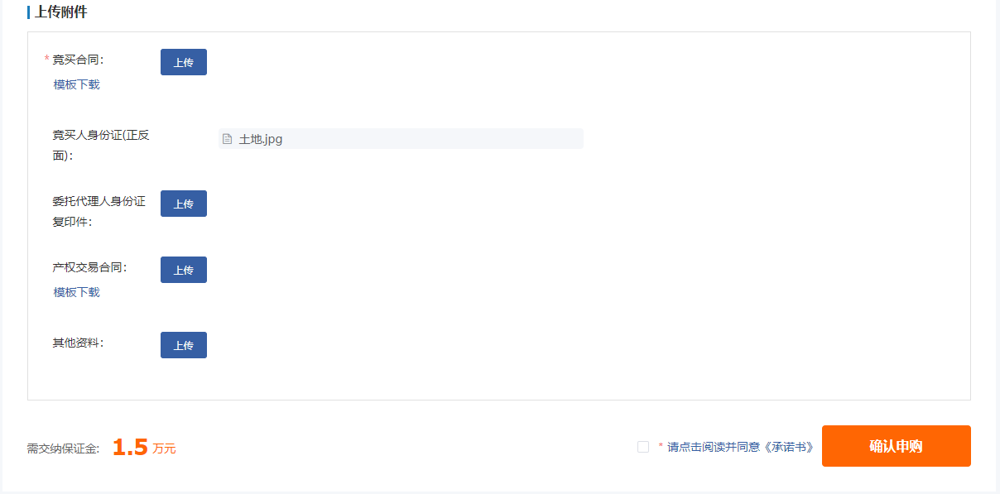 上传附件
* 竞买合同：
上传
模板下载
竞买人身份证(正反
面)：
土地.jpg
委托代理人身份证
复印件：
上传
产权交易合同：
上传
模板下载
其他资料：
上传
需交纳保证金: 1.5 万元
* 请点击阅读并同意《承诺书》
确认申购